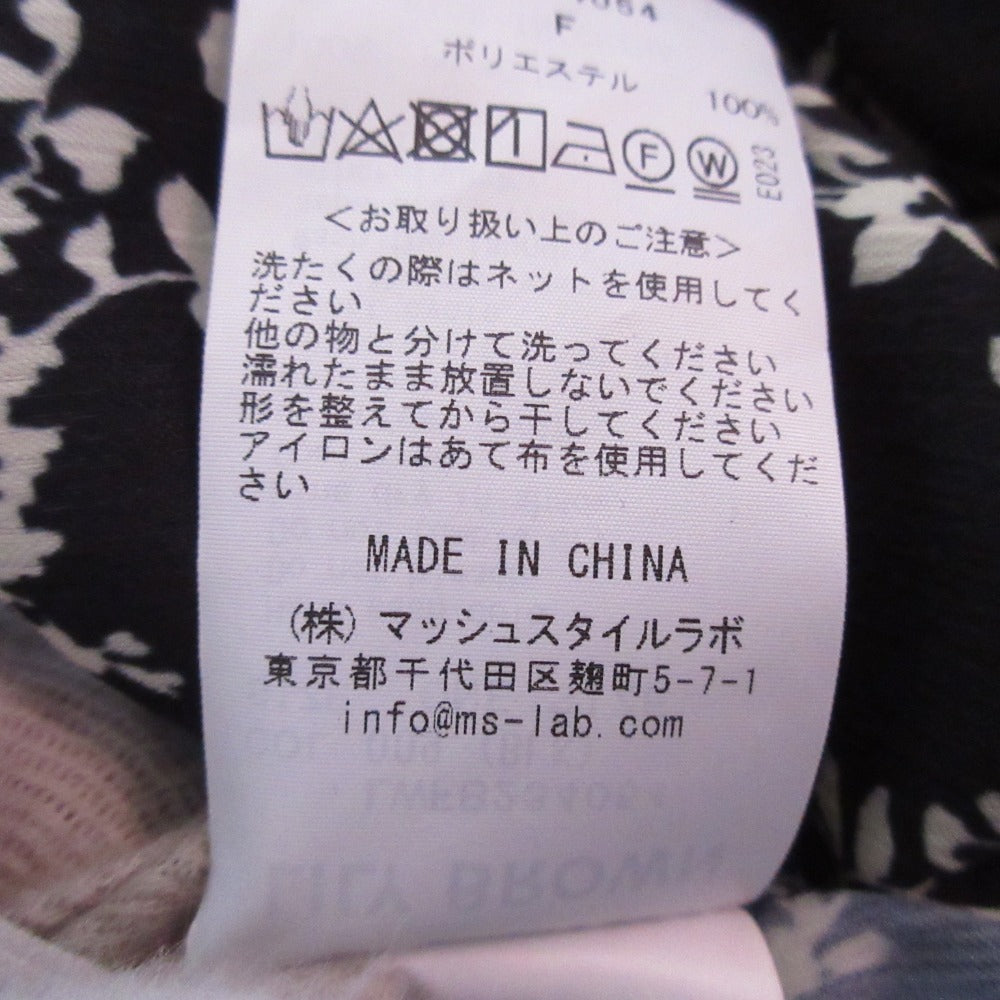 F
ポリエステル 100%
F W E023
<お取り扱い上のご注意>
洗たくの際はネットを使用してく
ださい
他の物と分けて洗ってください
濡れたまま放置しないでください
形を整えてから干してください
アイロンはあて布を使用してくだ
さい
MADE IN CHINA
(株) マッシュスタイルラボ
東京都千代田区麹町5-7-1
info@ms-lab.com
LILY BROWN